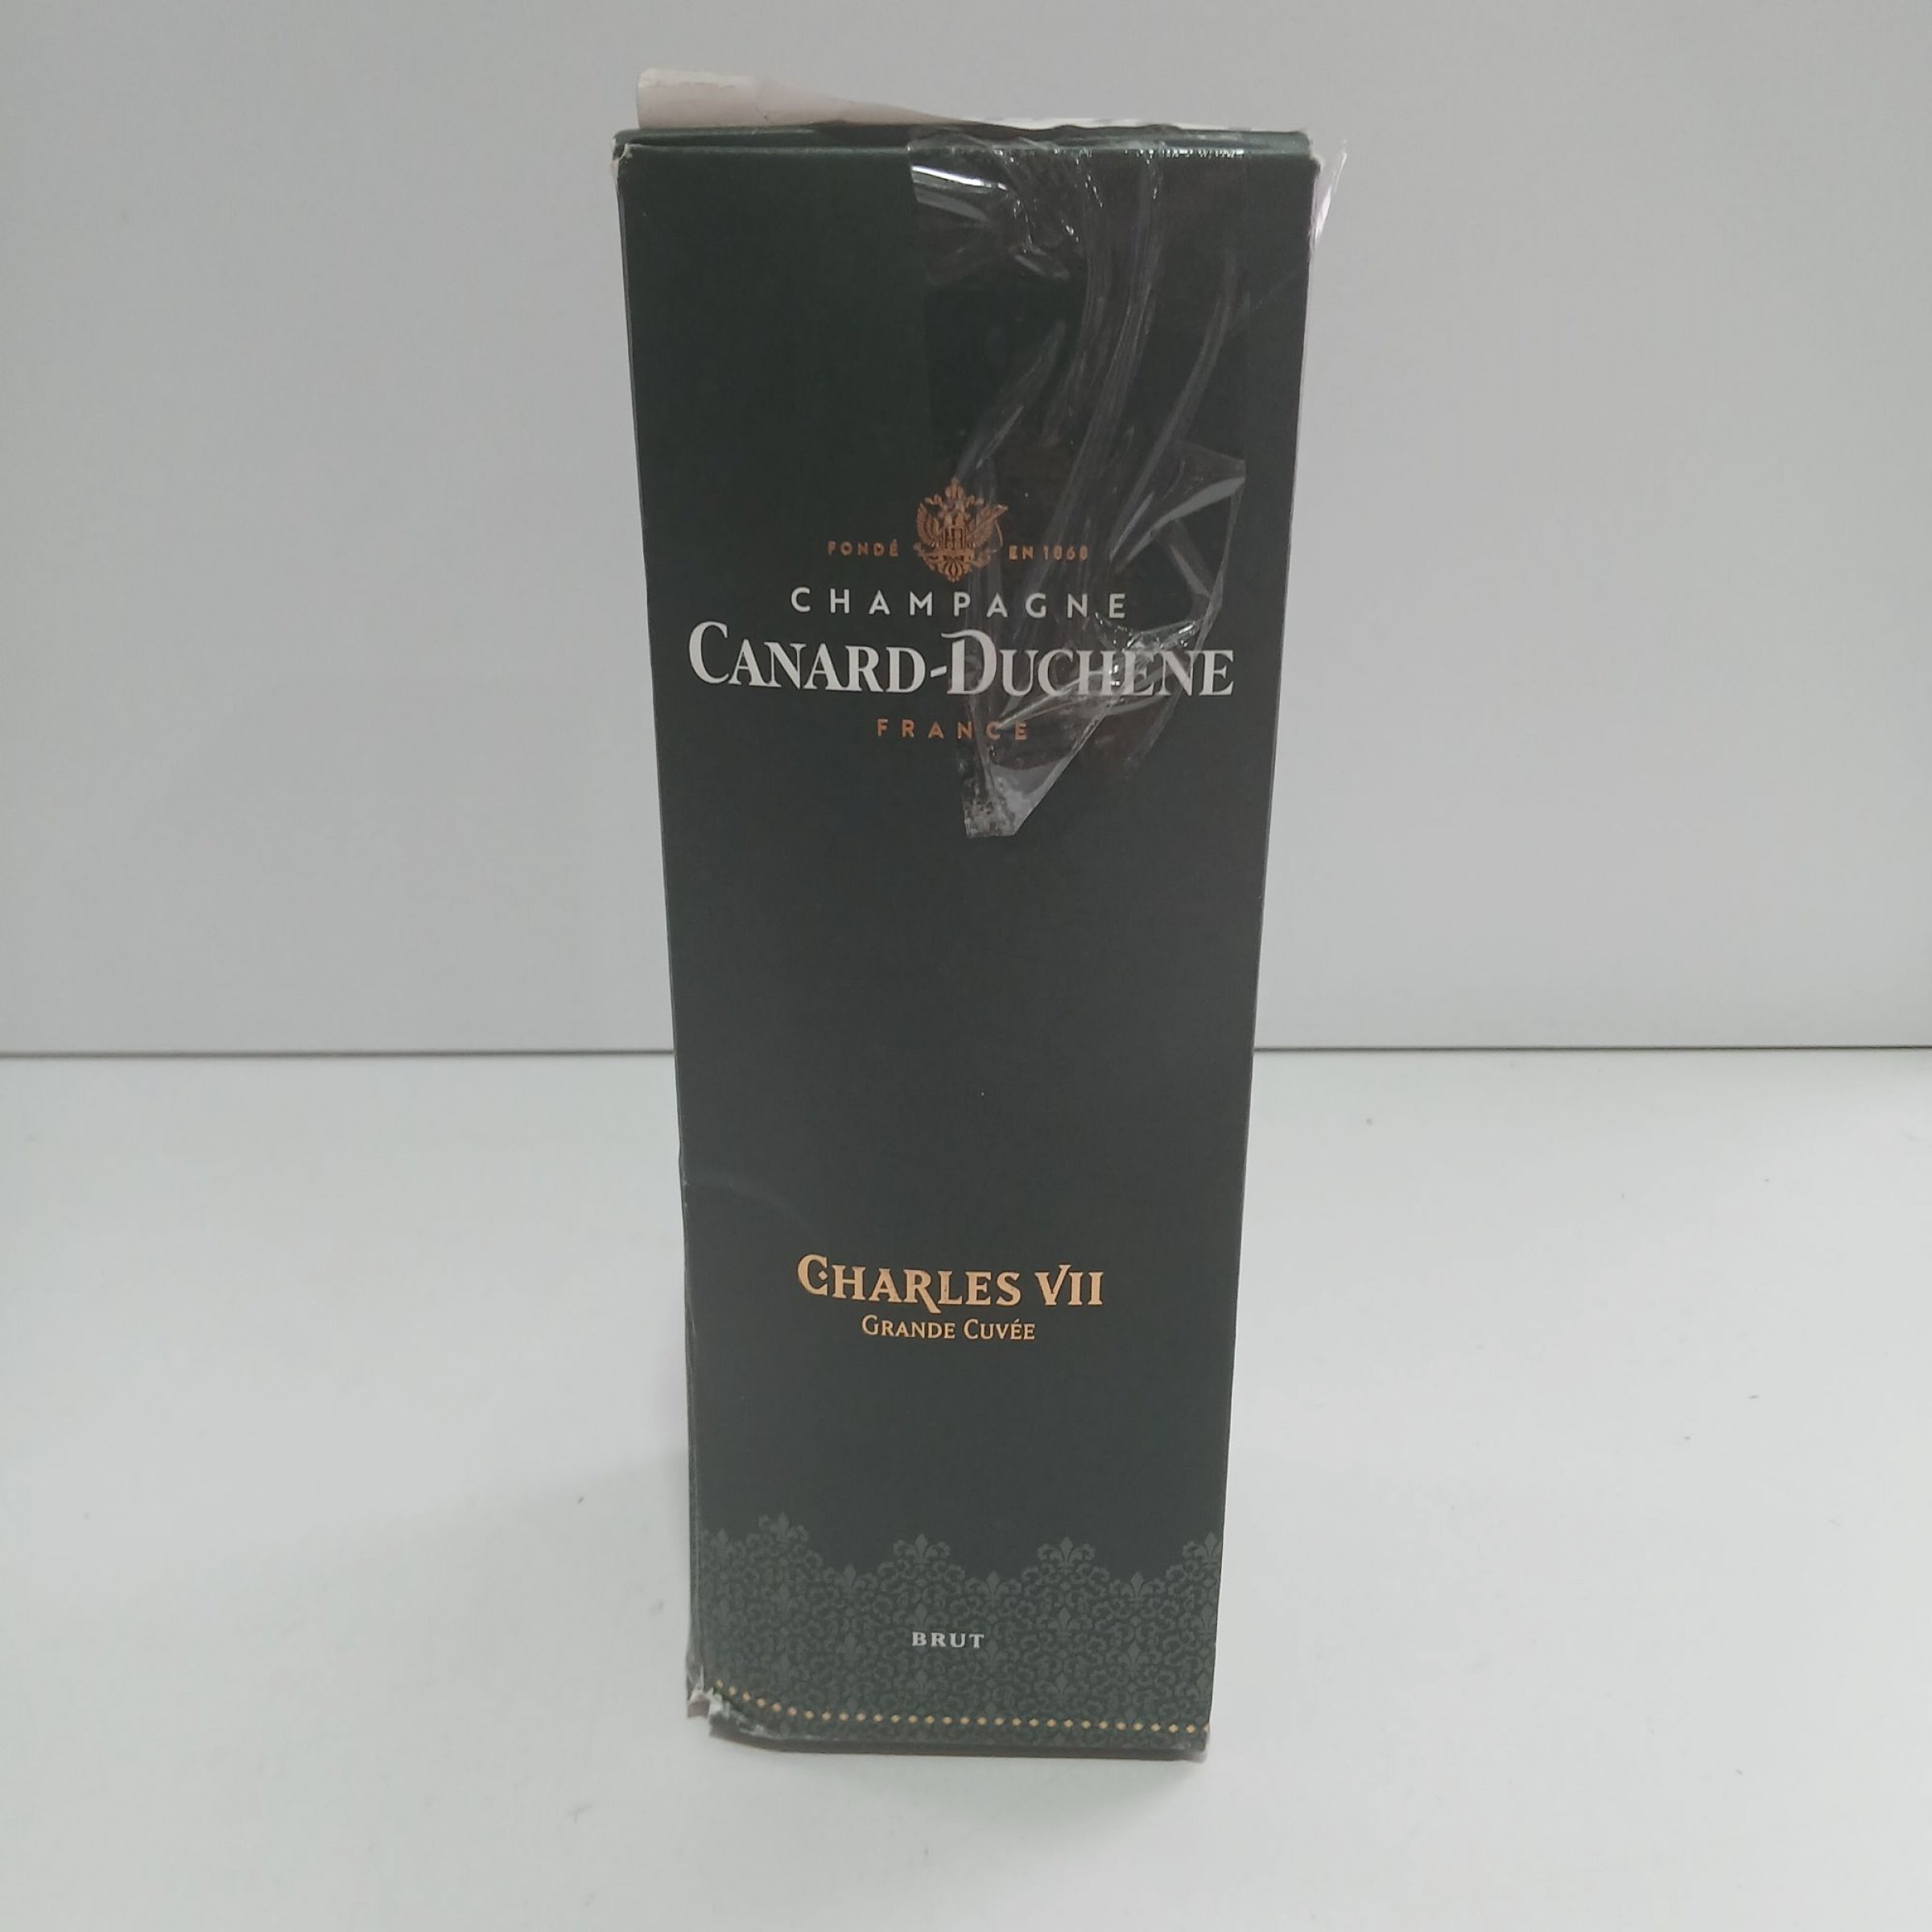 FONDÉ EN 1868
CHAMPAGNE
CANARD-DUCHÊNE
FRANCE
CHARLES VII
GRANDE CUVÉE
BRUT